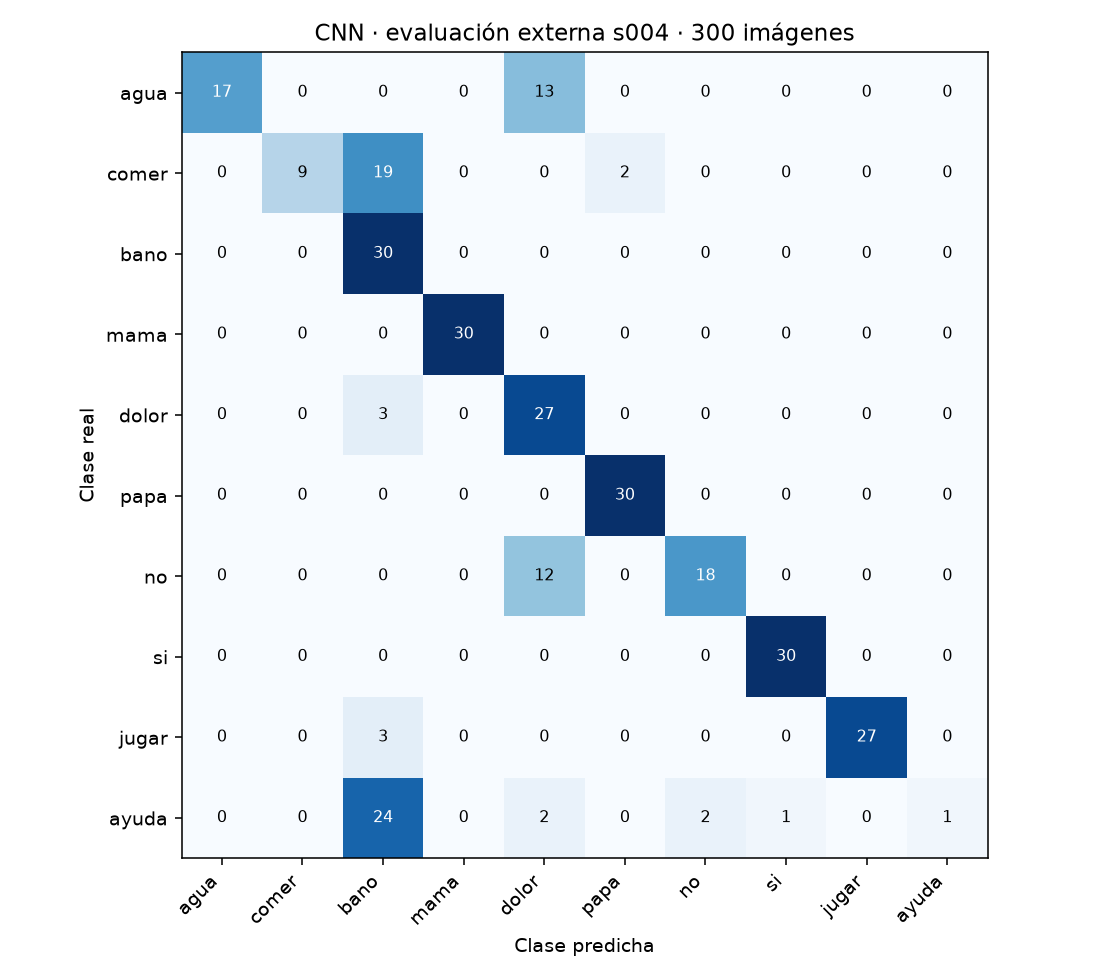 CNN · evaluación externa s004 · 300 imágenes
Clase real
agua 17 0 0 0 13 0 0 0 0 0
comer 0 9 19 0 0 2 0 0 0 0
bano 0 0 30 0 0 0 0 0 0 0
mama 0 0 0 30 0 0 0 0 0 0
dolor 0 0 3 0 27 0 0 0 0 0
papa 0 0 0 0 0 30 0 0 0 0
no 0 0 0 0 12 0 18 0 0 0
si 0 0 0 0 0 0 0 30 0 0
jugar 0 0 3 0 0 0 0 0 27 0
ayuda 0 0 24 0 2 0 2 1 0 1
agua comer bano mama dolor papa no si jugar ayuda
Clase predicha